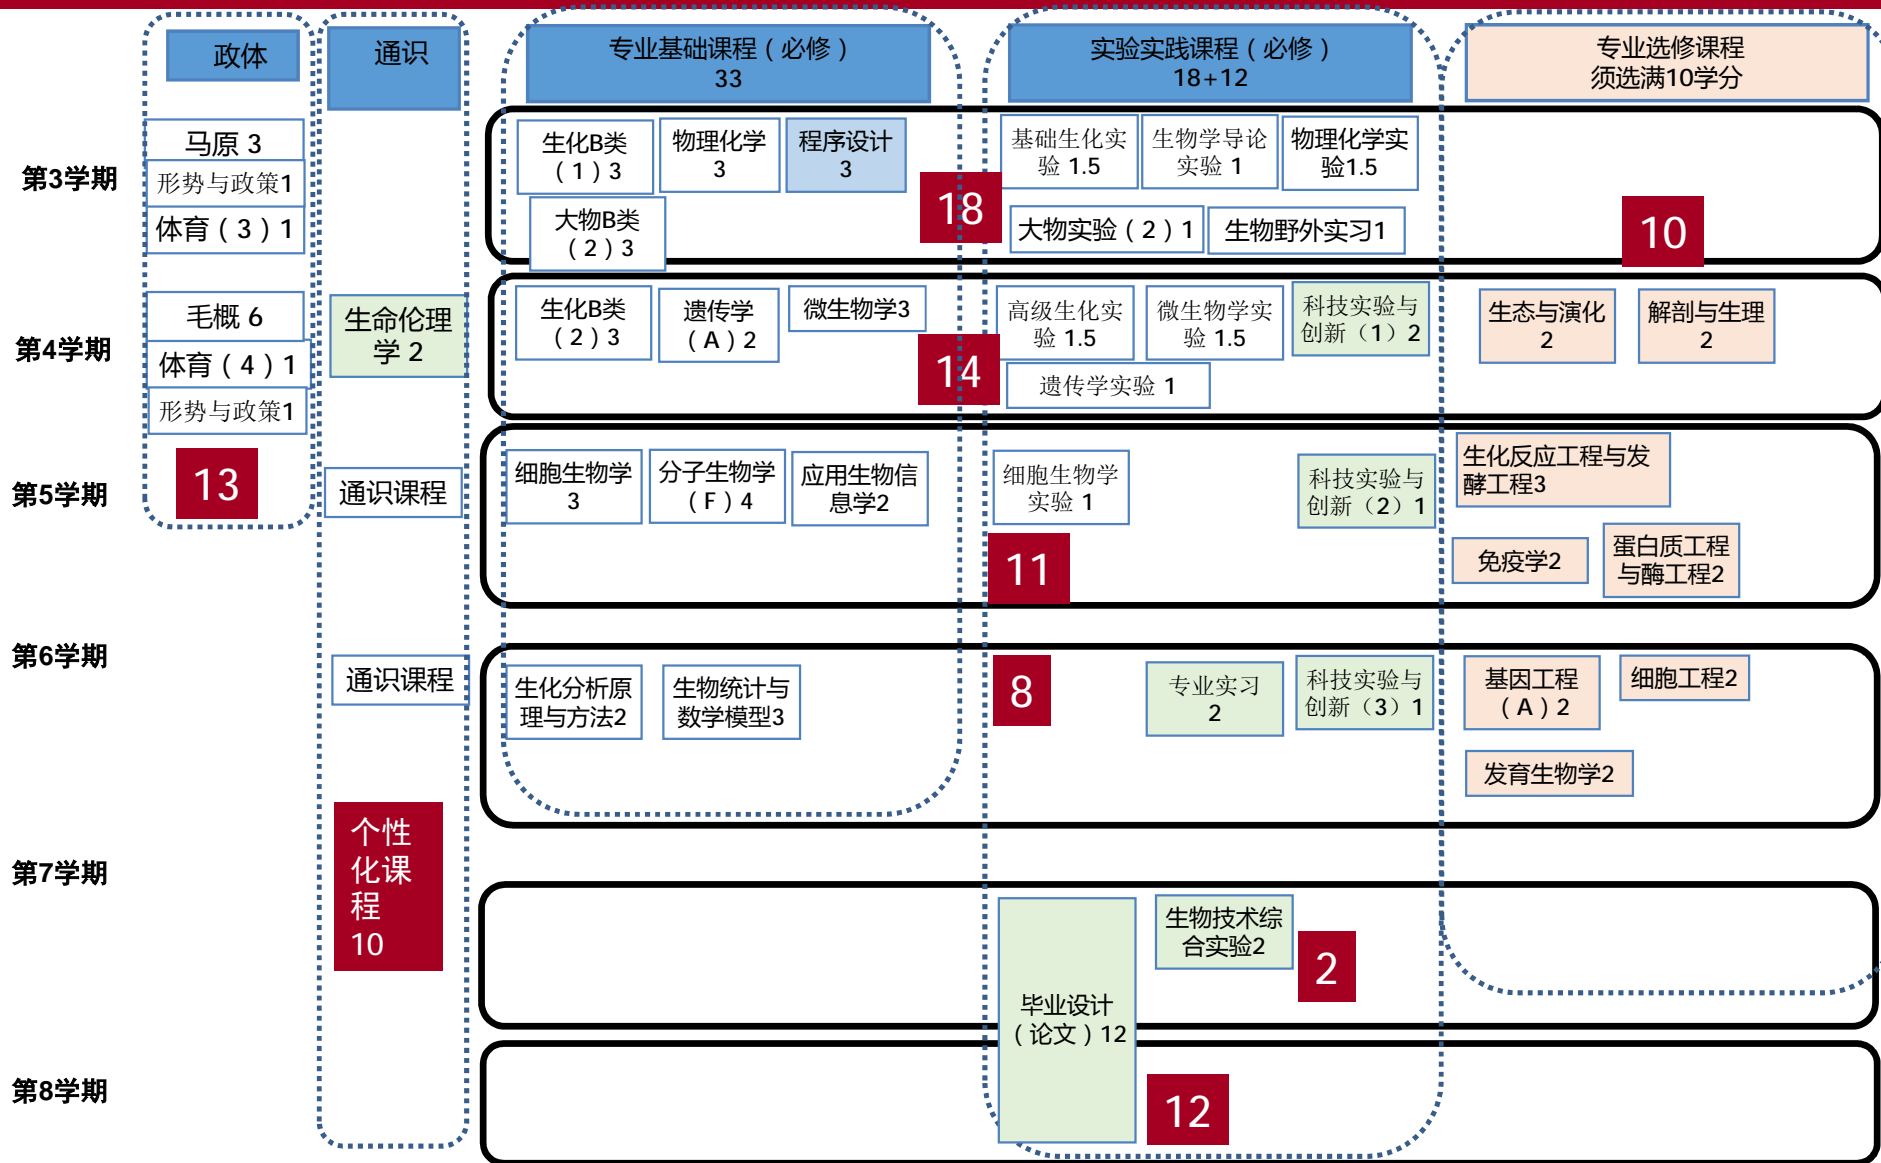 政体
通识
专业基础课程（必修）
33
实验实践课程（必修）
18+12
专业选修课程
须选满10学分
第3学期
马原 3
形势与政策1
体育（3）1
生化B类
（1）3
物理化学
3
程序设计
3
大物B类
（2）3
18
基础生化实
验 1.5
生物学导论
实验 1
物理化学实
验1.5
大物实验（2）1
生物野外实习1
10
第4学期
毛概 6
体育（4）1
形势与政策1
生命伦理
学 2
生化B类
（2）3
遗传学
（A）2
微生物学3
14
高级生化实
验 1.5
微生物学实
验 1.5
科技实验与
创新（1）2
遗传学实验 1
生态与演化
2
解剖与生理
2
第5学期
13
通识课程
细胞生物学
3
分子生物学
（F）4
应用生物信
息学2
细胞生物学
实验 1
11
科技实验与
创新（2）1
生化反应工程与发
酵工程3
免疫学2
蛋白质工程
与酶工程2
第6学期
通识课程
生化分析原
理与方法2
生物统计与
数学模型3
8
专业实习
2
科技实验与
创新（3）1
基因工程
（A）2
细胞工程2
发育生物学2
个性
化课
程
10
第7学期
毕业设计
（论文）12
生物技术综
合实验2
2
第8学期
12